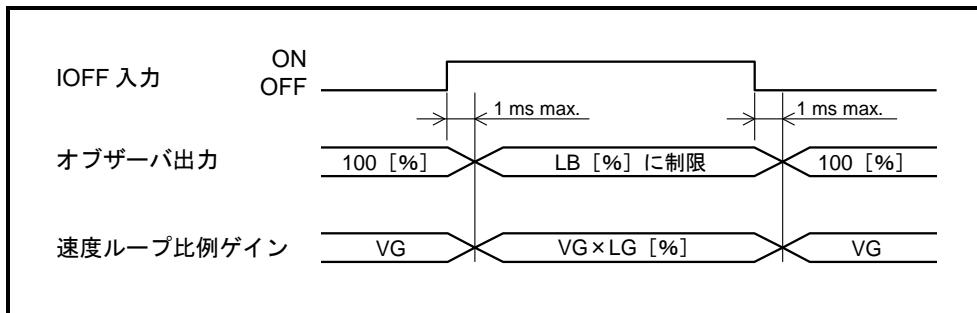 IOFF 入力
ON
OFF
1 ms max.
1 ms max.
オブザーバ出力
100［%］
LB［%］に制限
100［%］
速度ループ比例ゲイン
VG
VG×LG［%］
VG